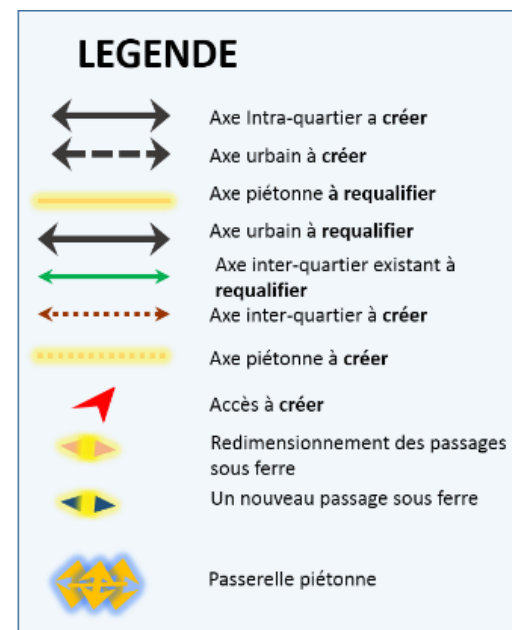 LEGENDE
Axe Intra-quartier a créer
Axe urbain à créer
Axe piétonne à requalifier
Axe urbain à requalifier
Axe inter-quartier existant à
requalifier
Axe inter-quartier à créer
Axe piétonne à créer
Accès à créer
Redimensionnement des passages
sous ferre
Un nouveau passage sous ferre
Passerelle piétonne